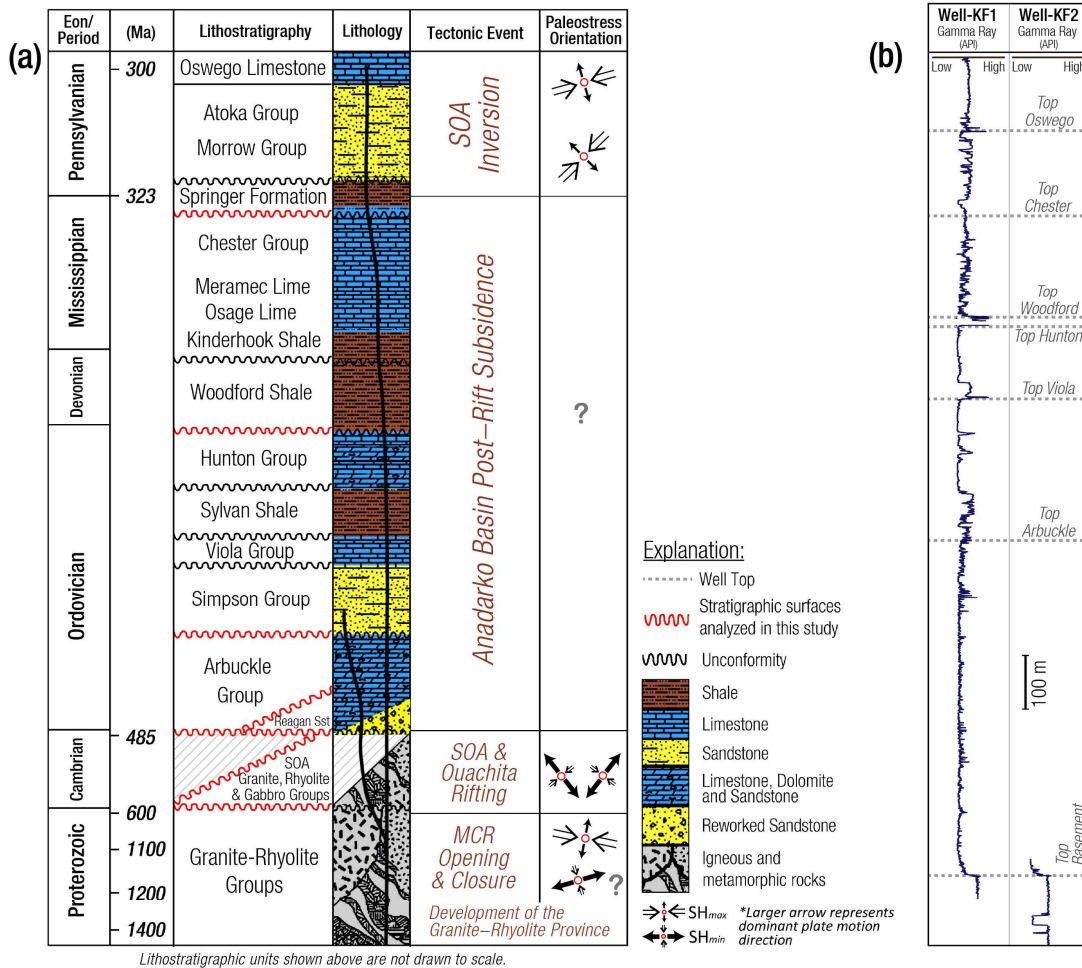 (a)
Eon/
Period
(Ma)
Lithostratigraphy
Lithology
Tectonic Event
Paleostress
Orientation
Pennsylvanian
Mississippian
Devonian
Ordovician
Cambrian
Proterozoic
300
323
485
600
1100
1200
1400
Oswego Limestone
Atoka Group
Morrow Group
Springer Formation
Chester Group
Meramec Lime
Osage Lime
Kinderhook Shale
Woodford Shale
Hunton Group
Sylvan Shale
Viola Group
Simpson Group
Arbuckle
Group
Reagan Sst
SOA
Granite, Rhyolite
& Gabbro Groups
Granite-Rhyolite
Groups
SOA
Inversion
Anadarko Basin Post–Rift Subsidence
SOA &
Ouachita
Rifting
MCR
Opening
& Closure
Development of the
Granite–Rhyolite Province
?
?
Lithostratigraphic units shown above are not drawn to scale.
Explanation:
Well Top
Stratigraphic surfaces
analyzed in this study
Unconformity
Shale
Limestone
Sandstone
Limestone, Dolomite
and Sandstone
Reworked Sandstone
Igneous and
metamorphic rocks
SHmax
SHmin
*Larger arrow represents
dominant plate motion
direction
(b)
Well-KF1
Gamma Ray
(API)
Low High
Well-KF2
Gamma Ray
(API)
Low High
Top
Oswego
Top
Chester
Top
Woodford
Top Hunton
Top Viola
Top
Arbuckle
Top
Basement
100 m